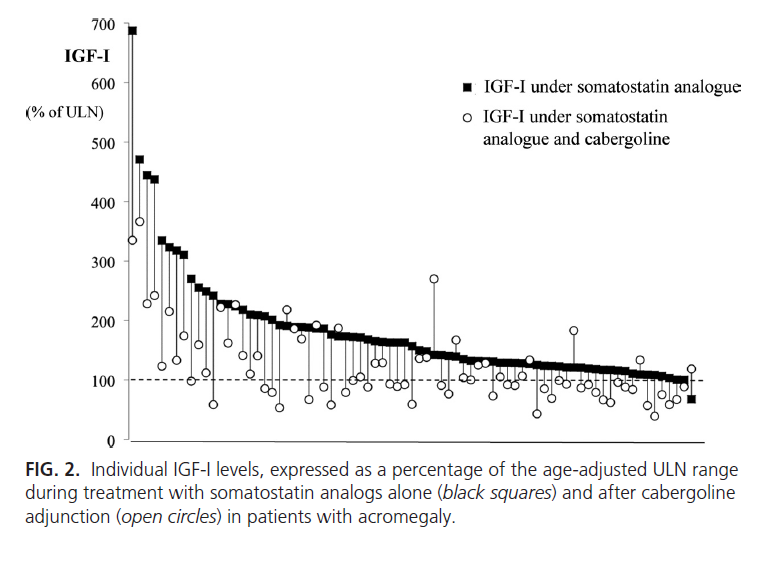 700
IGF-I
600
(% of ULN)
500
400
300
200
100
0
IGF-I under somatostatin analogue
IGF-I under somatostatin
analogue and cabergoline
FIG. 2. Individual IGF-I levels, expressed as a percentage of the age-adjusted ULN range
during treatment with somatostatin analogs alone (black squares) and after cabergoline
adjunction (open circles) in patients with acromegaly.